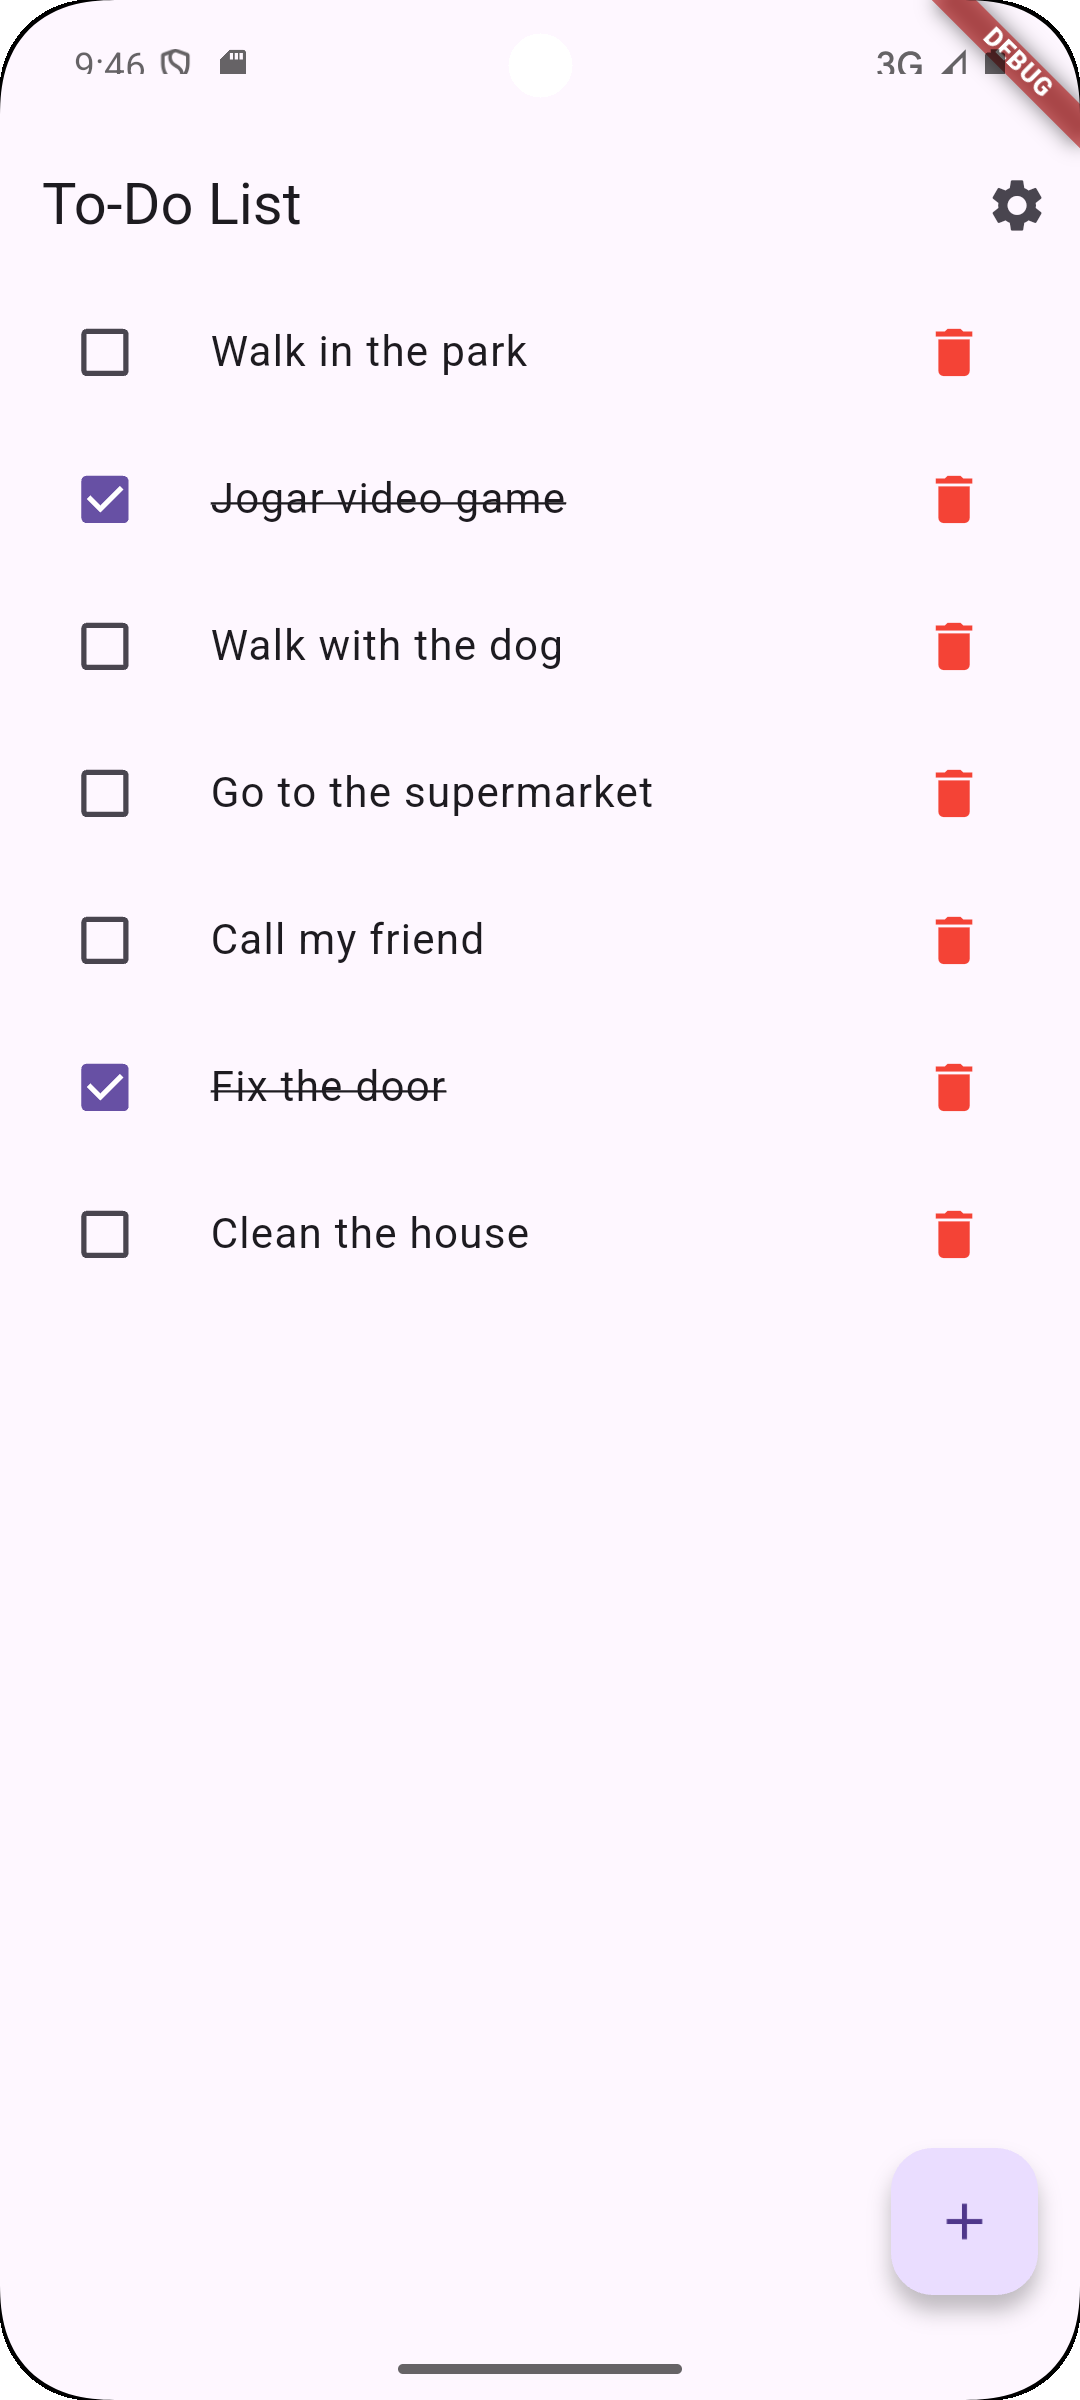 9:46
3G
DEBUG
To-Do List
Walk in the park
Jogar video game
Walk with the dog
Go to the supermarket
Call my friend
Fix the door
Clean the house